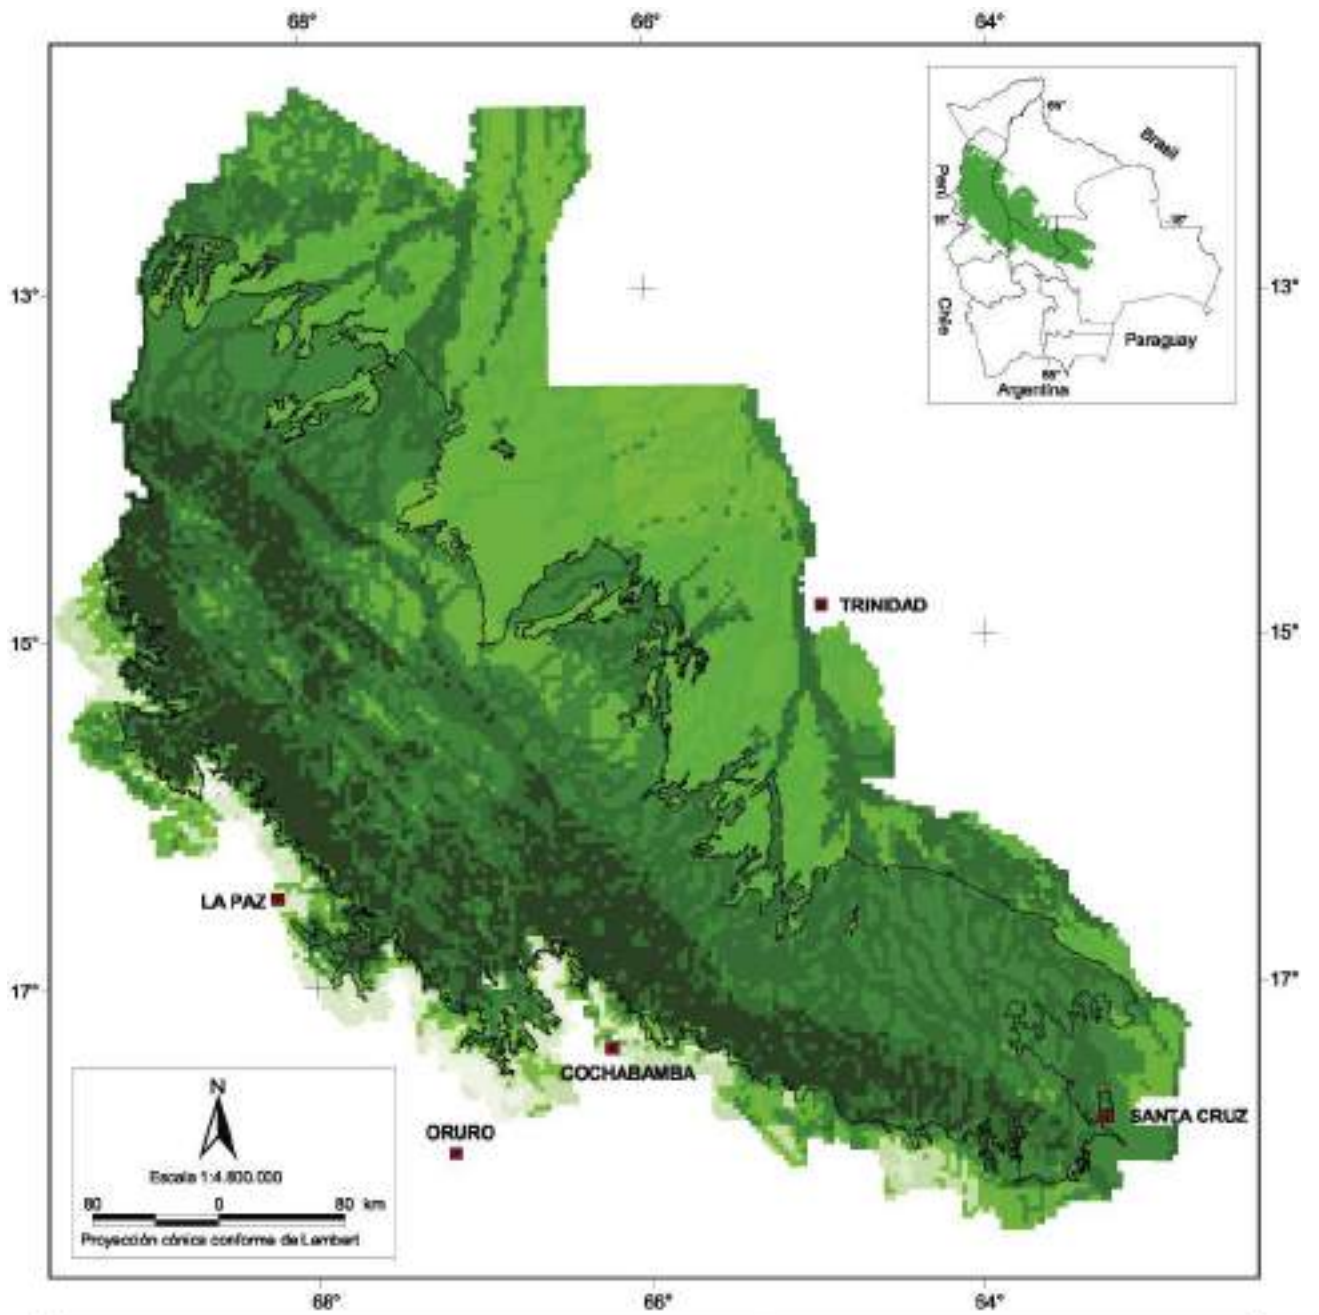 68° 66° 64°
66°
Brasil
Perú
Chile
Paraguay
Argentina
13° 13°
TRINIDAD
15° 15°
LA PAZ
17° 17°
COCHABAMBA
ORURO
SANTA CRUZ
N
Escala 1:4.800.000
80 0 80 km
Proyección cónica conforme de Lambert
68° 66° 64°